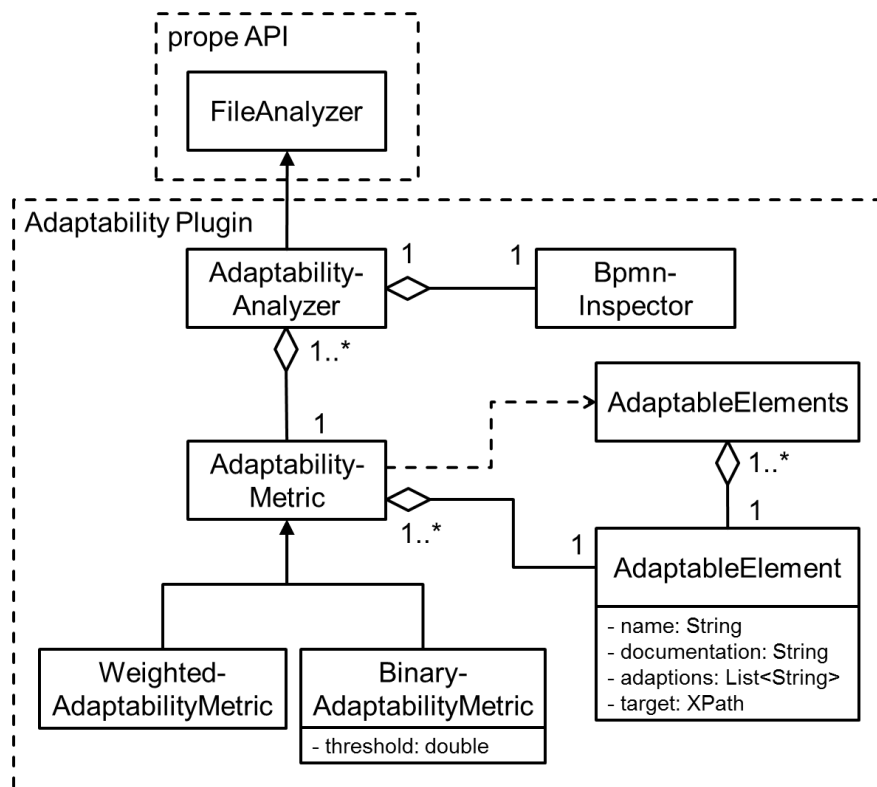 prope API
FileAnalyzer
Adaptability Plugin
Adaptability-
Analyzer
1
1
Bpmn-
Inspector
1..*
1
AdaptableElements
Adaptability-
Metric
1..*
1..*
1
1
AdaptableElement
- name: String
- documentation: String
- adaptions: List<String>
- target: XPath
Weighted-
AdaptabilityMetric
Binary-
AdaptabilityMetric
- threshold: double